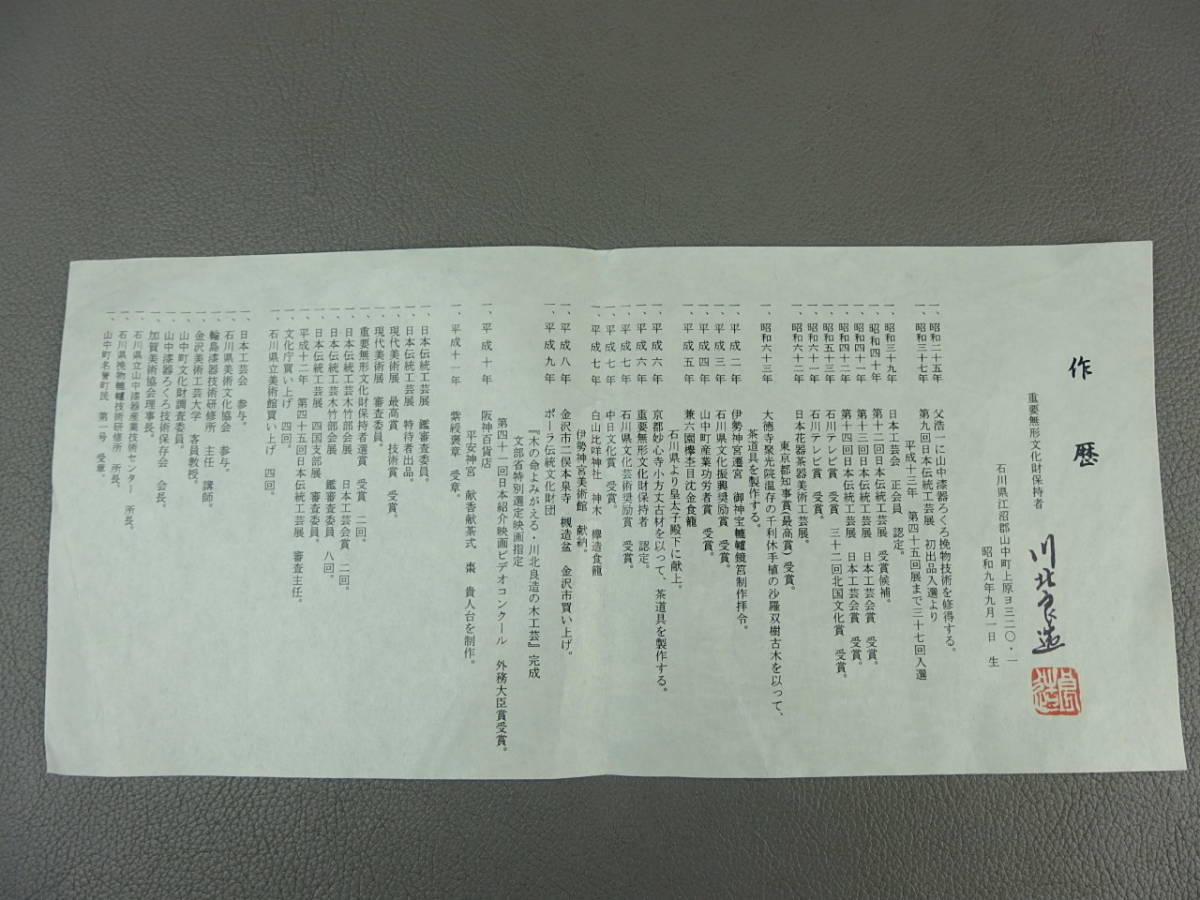 作歴
重要無形文化財保持者 川北良造
石川県江沼郡山中町上原ヨ三二〇・一
昭和九年九月一日 生
一、昭和二十五年 父浩一に山中漆器ろくろ挽物技術を修得する。
一、昭和三十七年 第九回日本伝統工芸展 初出品入選より
平成十三年 第四十五回展まで三十七回入選
一、昭和三十九年 日本工芸会 正会員 認定。
一、昭和四十年 第十二回日本伝統工芸展 受賞候補。
一、昭和四十一年 第十三回日本伝統工芸展 日本工芸会賞 受賞。
一、昭和四十二年 第十四回日本伝統工芸展 日本工芸会賞 受賞。
一、昭和五十三年 石川テレビ賞 受賞 三十二回北国文化賞 受賞。
一、昭和六十一年 石川テレビ賞 受賞。
一、昭和六十二年 日本花器茶器美術工芸展。
東京都知事賞(最高賞)受賞。
一、昭和六十三年 大徳寺聚光院温存の千利休手植の沙羅双樹古木を以って、
茶道具を製作する。
一、平成二年 伊勢神宮遷宮 御神宝轆轤鏡筥制作拝令。
一、平成三年 石川県文化振興奨励賞 受賞。
一、平成四年 山中町産業功労者賞 受賞。
一、平成五年 兼六園欅杢目沈金食籠
石川県より皇太子殿下に献上。
一、平成六年 京都妙心寺小方丈古材を以って、茶道具を製作する。
一、平成六年 重要無形文化財保持者 認定。
一、平成七年 石川県文化芸術奨励賞 受賞。
一、平成七年 中日文化賞 受賞。
一、平成七年 白山比咩神社 神木 欅造食籠
伊勢神宮美術館 献納。
一、平成八年 金沢市二俣本泉寺 槻造盆 金沢市買い上げ。
一、平成九年 ポーラ伝統文化財団
『木の命よみがえる・川北良造の木工芸』完成
文部省特別選定映画指定
第四十一回日本紹介映画ビデオコンクール 外務大臣賞受賞。
一、平成十年 阪神百貨店
平安神宮 献香献茶式 棗 貴人台を制作。
一、平成十一年 紫綬褒章 受章。
一、日本伝統工芸展 鑑審査委員。
一、日本伝統工芸展 特待者出品。
一、現代美術展 最高賞 技術賞 受賞。
一、現代美術展 審査委員。
一、重要無形文化財保持者選賞 受賞 二回。
一、日本伝統工芸木竹部会展 日本工芸会賞 二回。
一、日本伝統工芸木竹部会展 鑑審査委員 八回。
一、日本伝統工芸展 四国支部展 審査委員。
一、平成十二年 第四十五回日本伝統工芸展 審査主任。
一、文化庁買い上げ 四回。
一、石川県立美術館買い上げ 四回。
一、日本工芸会 参与。
一、石川県美術文化協会 参与。
一、輪島漆器技術研修所 主任 講師。
一、金沢美術工芸大学 客員教授。
一、山中町文化財調査委員。
一、山中漆器ろくろ技術保存会 会長。
一、加賀美術協会理事長。
一、石川県立山中漆器産業技術センター 所長。
一、石川県挽物轆轤技術研修所 所長。
一、山中町名誉町民 第一号 受章。